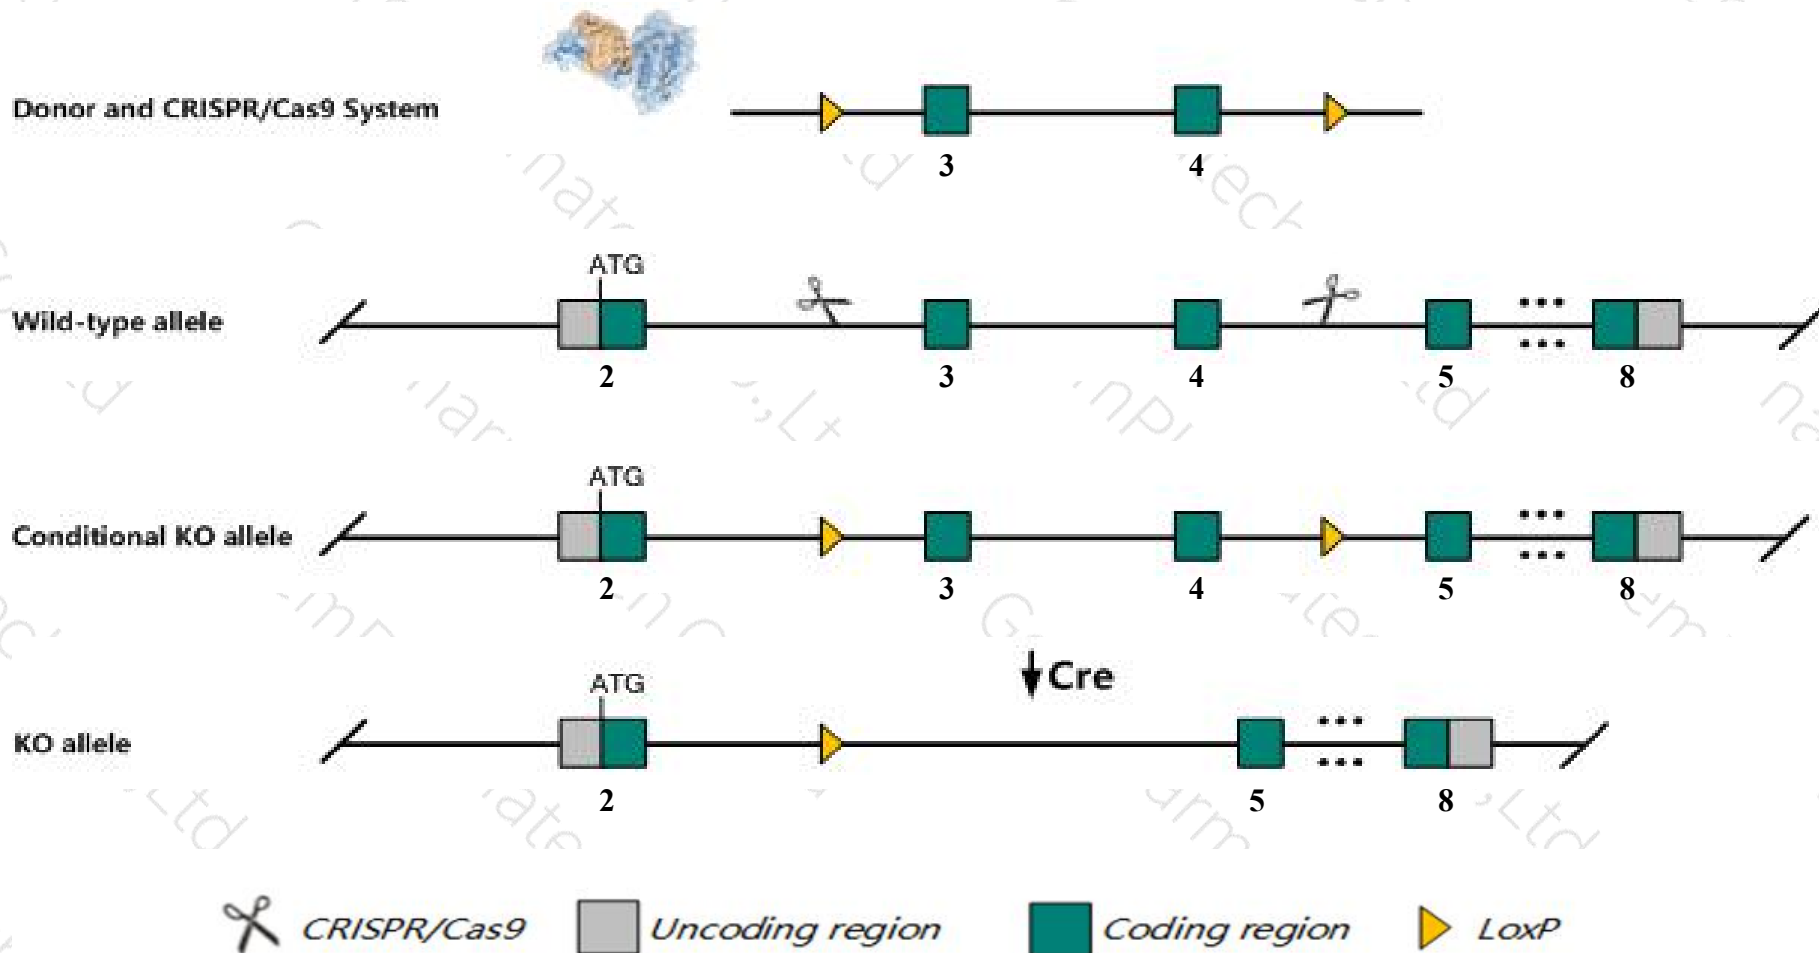 Donor and CRISPR/Cas9 System
3 4
ATG
Wild-type allele
2 3 4 5 8
ATG
Conditional KO allele
2 3 4 5 8
Cre
ATG
KO allele
2 5 8
CRISPR/Cas9 Uncoding region Coding region LoxP